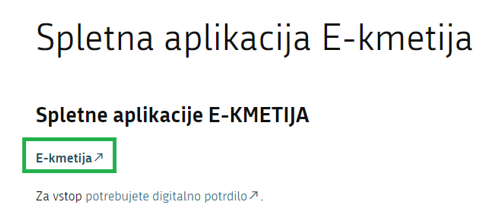 Spletna aplikacija E-kmetija
Spletne aplikacije E-KMETIJA
E-kmetija↗
Za vstop potrebujete digitalno potrdilo↗.